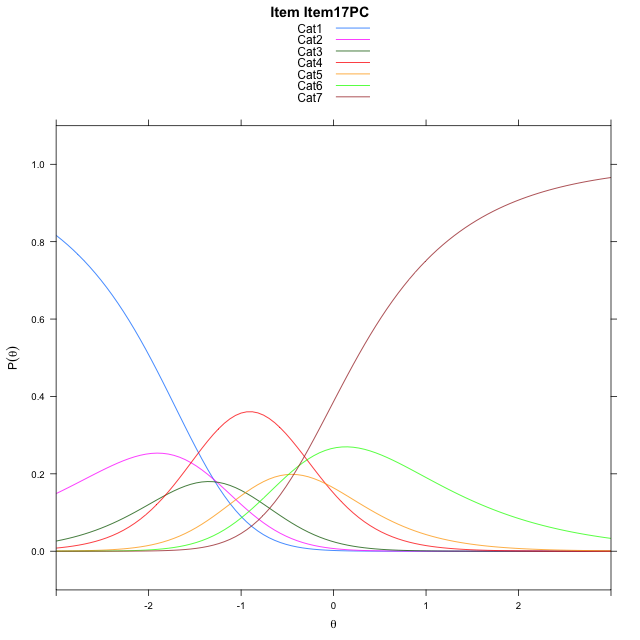 Item Item17PC
Cat1
Cat2
Cat3
Cat4
Cat5
Cat6
Cat7
1.0
0.8
0.6
0.4
0.2
0.0
P(θ)
-2 -1 0 1 2
θ